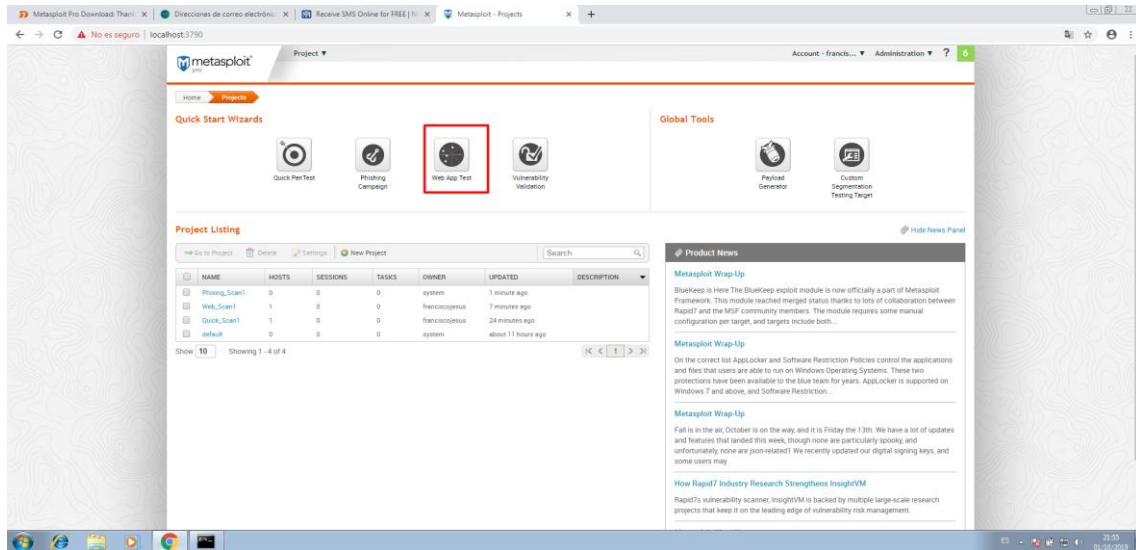 Metasploit Pro Download: Thank
Direcciones de correo electrónic
Receive SMS Online for FREE | N
Metasploit - Projects
No es seguro | localhost:3790
metasploit
pro
Project
Account - francis...
Administration
?
6
Home
Projects
Quick Start Wizards
Quick PenTest
Phishing Campaign
Web App Test
Vulnerability Validation
Global Tools
Payload Generator
Custom Segmentation Testing Target
Project Listing
Hide News Panel
Go to Project
Delete
Settings
New Project
Search
NAME HOSTS SESSIONS TASKS OWNER UPDATED DESCRIPTION
Phising_Scan1 0 0 0 system 1 minute ago
Web_Scan1 1 0 0 franciscojesus 7 minutes ago
Quick_Scan1 1 0 0 franciscojesus 24 minutes ago
default 0 0 0 system about 11 hours ago
Show 10 Showing 1 - 4 of 4
1
Product News
Metasploit Wrap-Up
BlueKeep is Here The BlueKeep exploit module is now officially a part of Metasploit
Framework. This module reached merged status thanks to lots of collaboration between
Rapid7 and the MSF community members. The module requires some manual
configuration per target, and targets include both...
Metasploit Wrap-Up
On the correct list AppLocker and Software Restriction Policies control the applications
and files that users are able to run on Windows Operating Systems. These two
protections have been available to the blue team for years. AppLocker is supported on
Windows 7 and above, and Software Restriction...
Metasploit Wrap-Up
Fall is in the air, October is on the way, and it is Friday the 13th. We have a lot of updates
and features that landed this week, though none are particularly spooky, and
unfortunately, none are json-related1 We recently updated our digital signing keys, and
some users may
How Rapid7 Industry Research Strengthens InsightVM
Rapid7s vulnerability scanner, InsightVM is backed by multiple large-scale research
projects that keep it on the leading edge of vulnerability risk management.
ES
21:55
01/10/2019